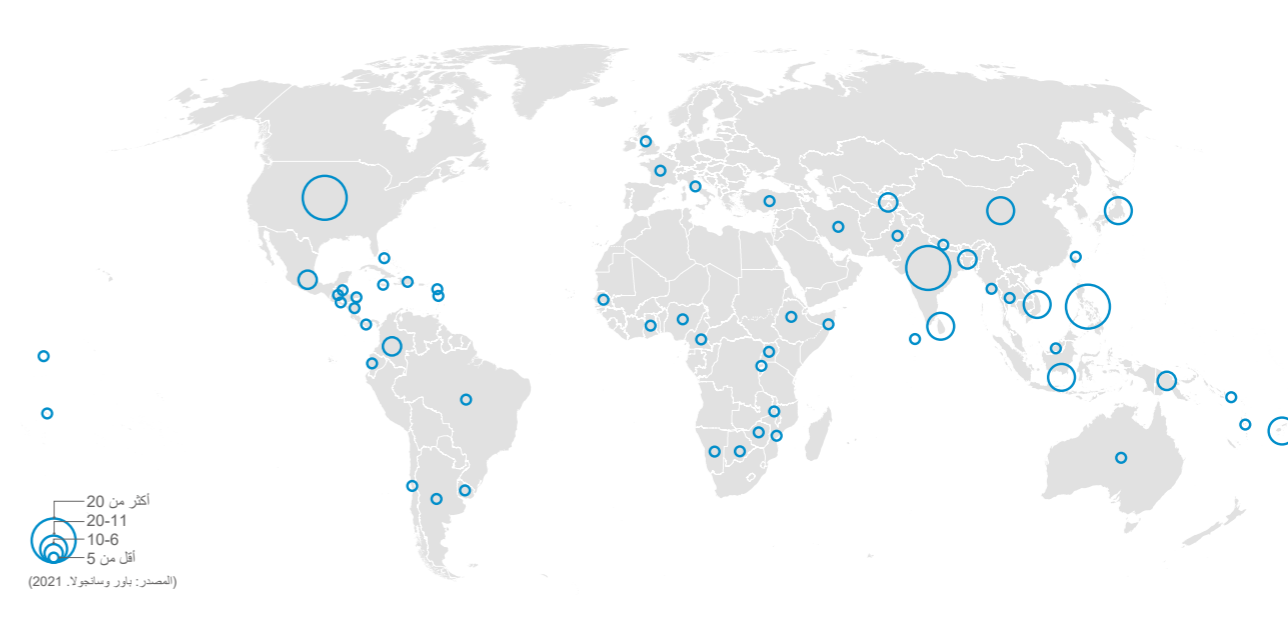 أكثر من 20
20-11
10-6
أقل من 5
(المصدر: باور وسانجولا. 2021)